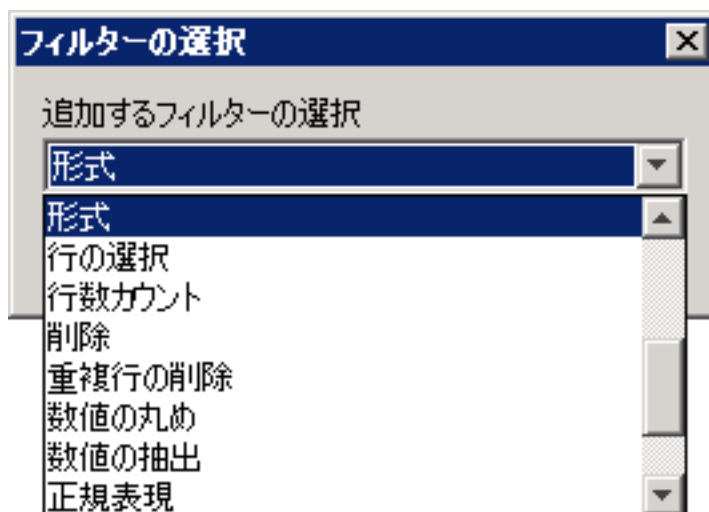 フィルターの選択
追加するフィルターの選択
形式
形式
行の選択
行数カウント
削除
重複行の削除
数値の丸め
数値の抽出
正規表現